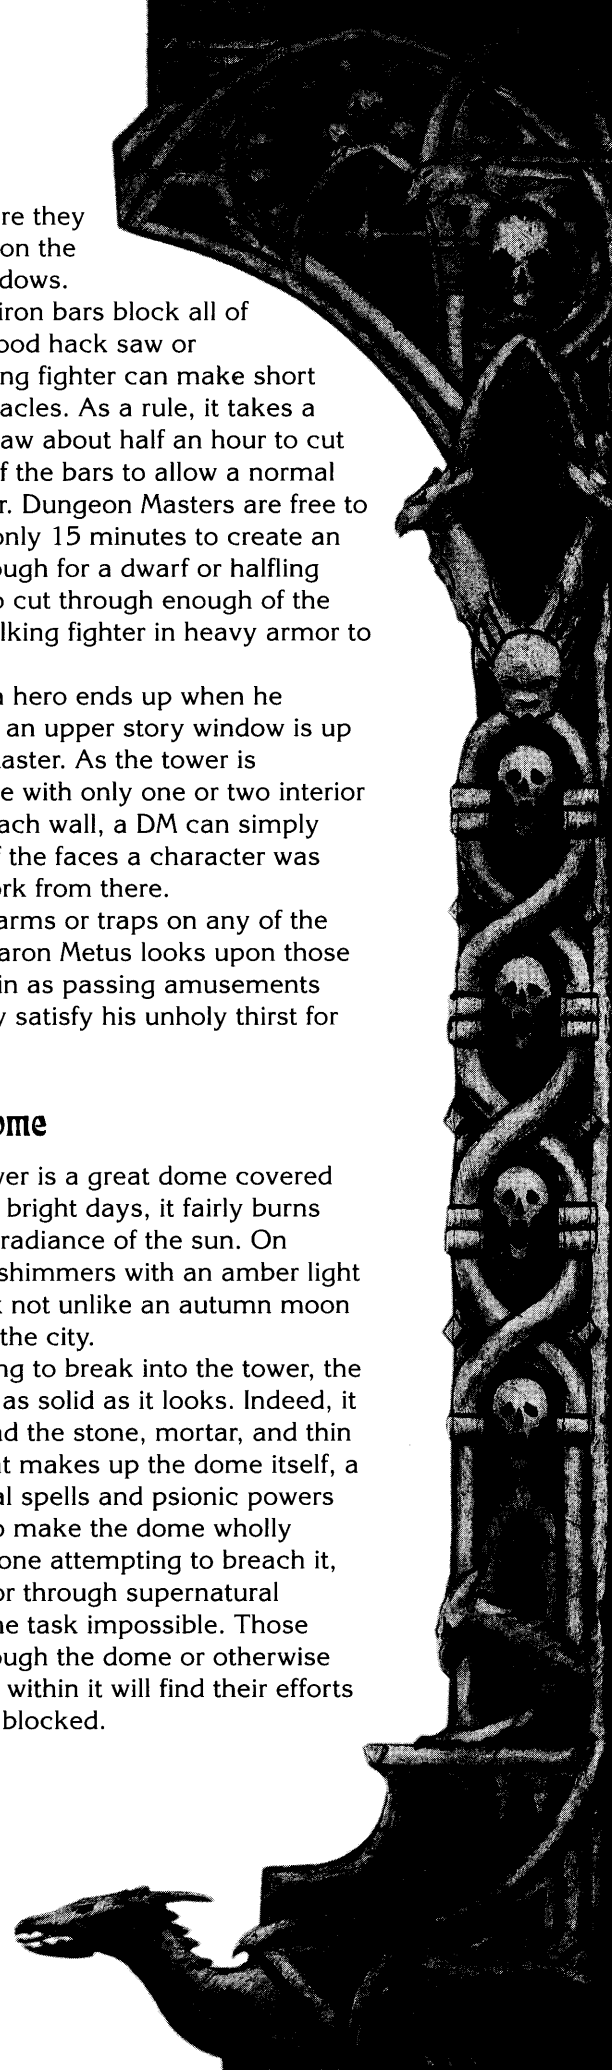 re they
on the
dows.
iron bars block all of
ood hack saw or
ng fighter can make short
acles. As a rule, it takes a
aw about half an hour to cut
f the bars to allow a normal
r. Dungeon Masters are free to
only 15 minutes to create an
ough for a dwarf or halfling
o cut through enough of the
lking fighter in heavy armor to
a hero ends up when he
an upper story window is up
aster. As the tower is
e with only one or two interior
ach wall, a DM can simply
f the faces a character was
ork from there.
arms or traps on any of the
aron Metus looks upon those
in as passing amusements
y satisfy his unholy thirst for
ome
ver is a great dome covered
bright days, it fairly burns
radiance of the sun. On
shimmers with an amber light
k not unlike an autumn moon
the city.
ng to break into the tower, the
as solid as it looks. Indeed, it
nd the stone, mortar, and thin
at makes up the dome itself, a
al spells and psionic powers
o make the dome wholly
one attempting to breach it,
or through supernatural
ne task impossible. Those
ough the dome or otherwise
within it will find their efforts
blocked.